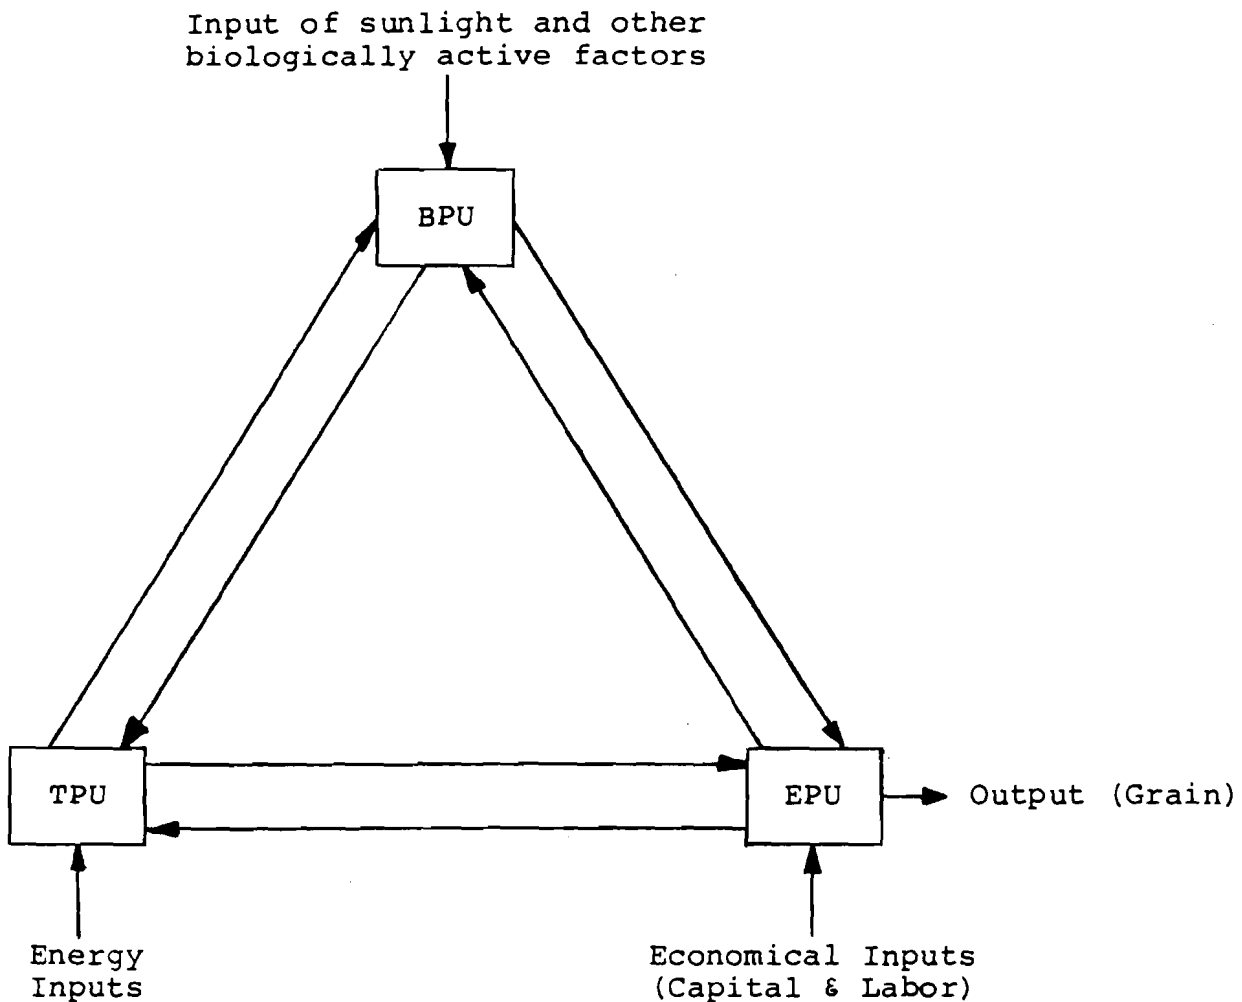 Input of sunlight and other
biologically active factors
BPU
TPU
EPU
Output (Grain)
Energy
Inputs
Economical Inputs
(Capital & Labor)